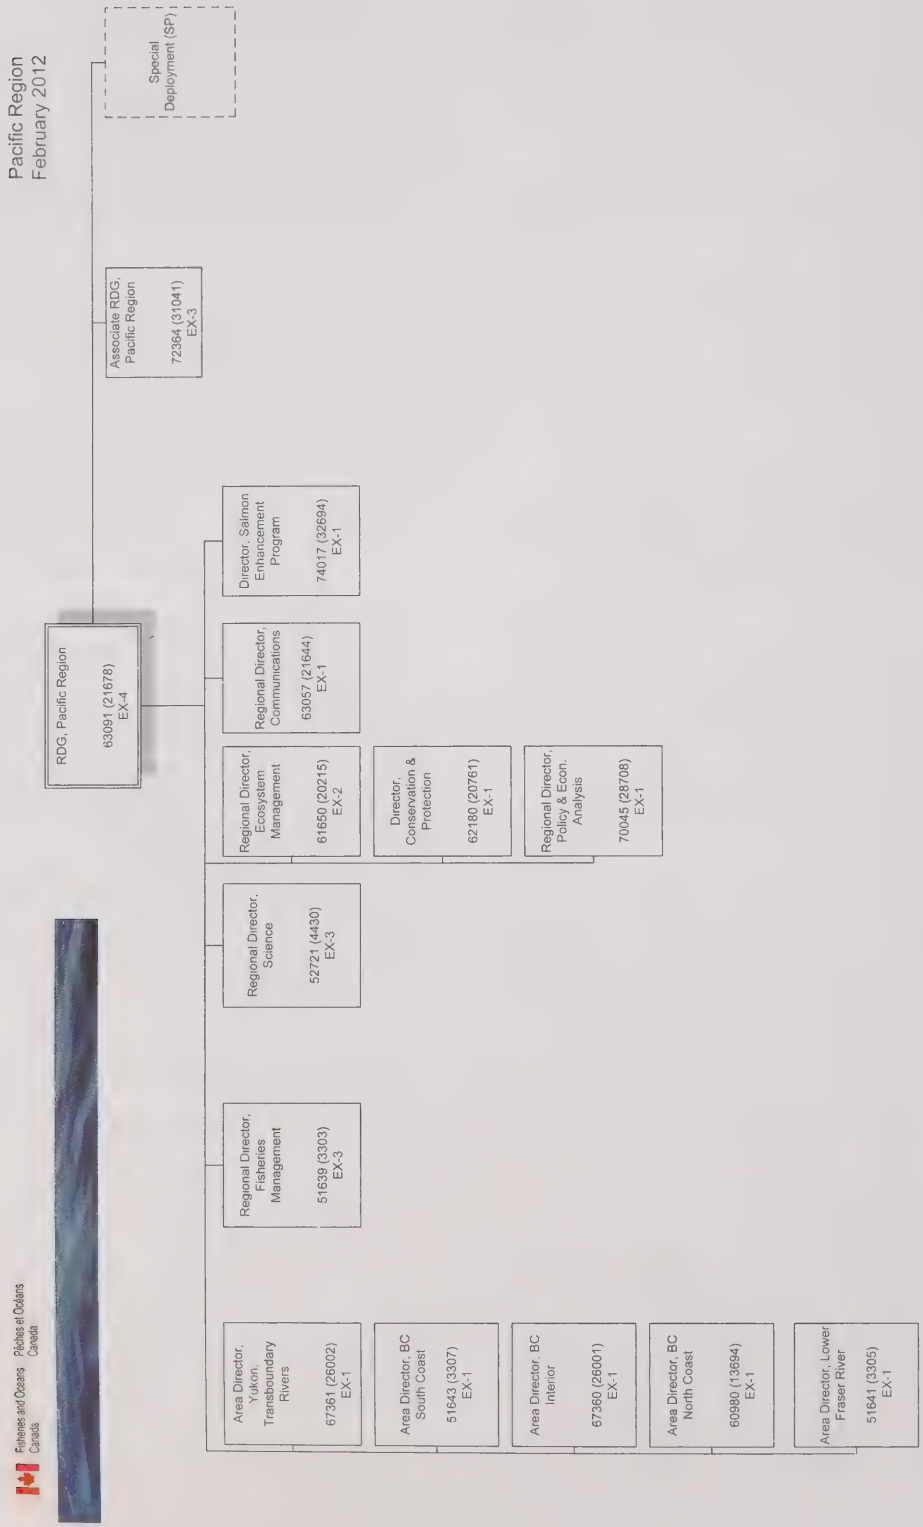 Fisheries and Oceans Pêches et Océans
Canada Canada
Pacific Region
February 2012
RDG, Pacific Region
63091 (21678)
EX-4
Associate RDG,
Pacific Region
72364 (31041)
EX-3
Special
Deployment (SP)
Area Director,
Yukon,
Transboundary
Rivers
67361 (26002)
EX-1
Regional Director,
Fisheries
Management
51639 (3303)
EX-3
Regional Director,
Science
52721 (4430)
EX-3
Regional Director,
Ecosystem
Management
61650 (20215)
EX-2
Regional Director,
Communications
63057 (21644)
EX-1
Director, Salmon
Enhancement
Program
74017 (32694)
EX-1
Area Director, BC
South Coast
51643 (3307)
EX-1
Director,
Conservation &
Protection
62180 (20761)
EX-1
Area Director, BC
Interior
67360 (26001)
EX-1
Regional Director,
Policy & Econ.
Analysis
70045 (28708)
EX-1
Area Director, BC
North Coast
60980 (13694)
EX-1
Area Director, Lower
Fraser River
51641 (3305)
EX-1